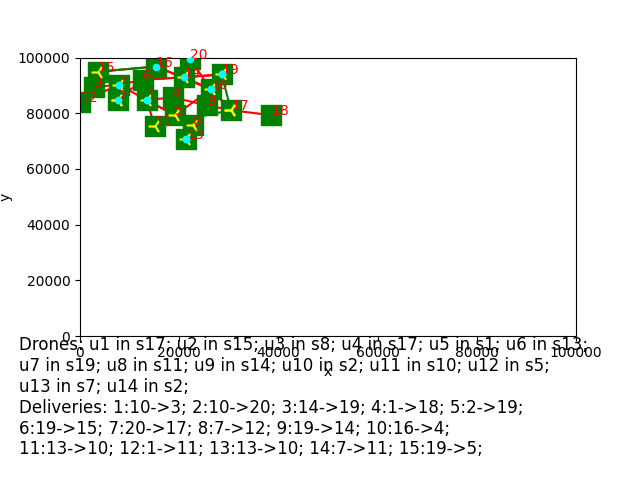 20
100000
80000
60000
40000
20000
0
y
15
16
19
17
18
0 20000 40000 60000 80000 100000
x
Drones: u1 in s17; u2 in s15; u3 in s8; u4 in s17; u5 in s1; u6 in s13;
u7 in s19; u8 in s11; u9 in s14; u10 in s2; u11 in s10; u12 in s5;
u13 in s7; u14 in s2;
Deliveries: 1:10->3; 2:10->20; 3:14->19; 4:1->18; 5:2->19;
6:19->15; 7:20->17; 8:7->12; 9:19->14; 10:16->4;
11:13->10; 12:1->11; 13:13->10; 14:7->11; 15:19->5;